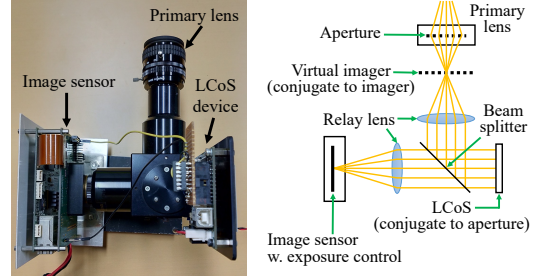 Primary lens
Image sensor
LCoS
device
Primary
lens
Aperture
Virtual imager
(conjugate to imager)
Relay lens
Beam
splitter
LCoS
(conjugate to aperture)
Image sensor
w. exposure control